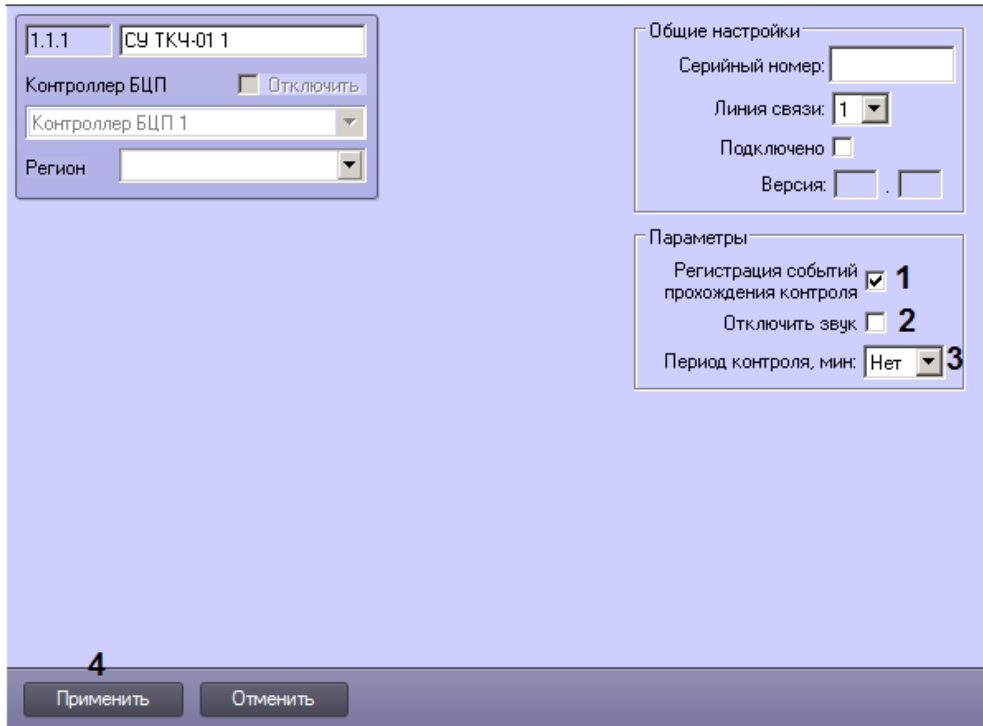 1.1.1 СУ ТКЧ-01 1
Контроллер БЦП Отключить
Контроллер БЦП 1
Регион
Общие настройки
Серийный номер:
Линия связи: 1
Подключено
Версия: .
Параметры
Регистрация событий
прохождения контроля 1
Отключить звук 2
Период контроля, мин: Нет 3
4
Применить Отменить